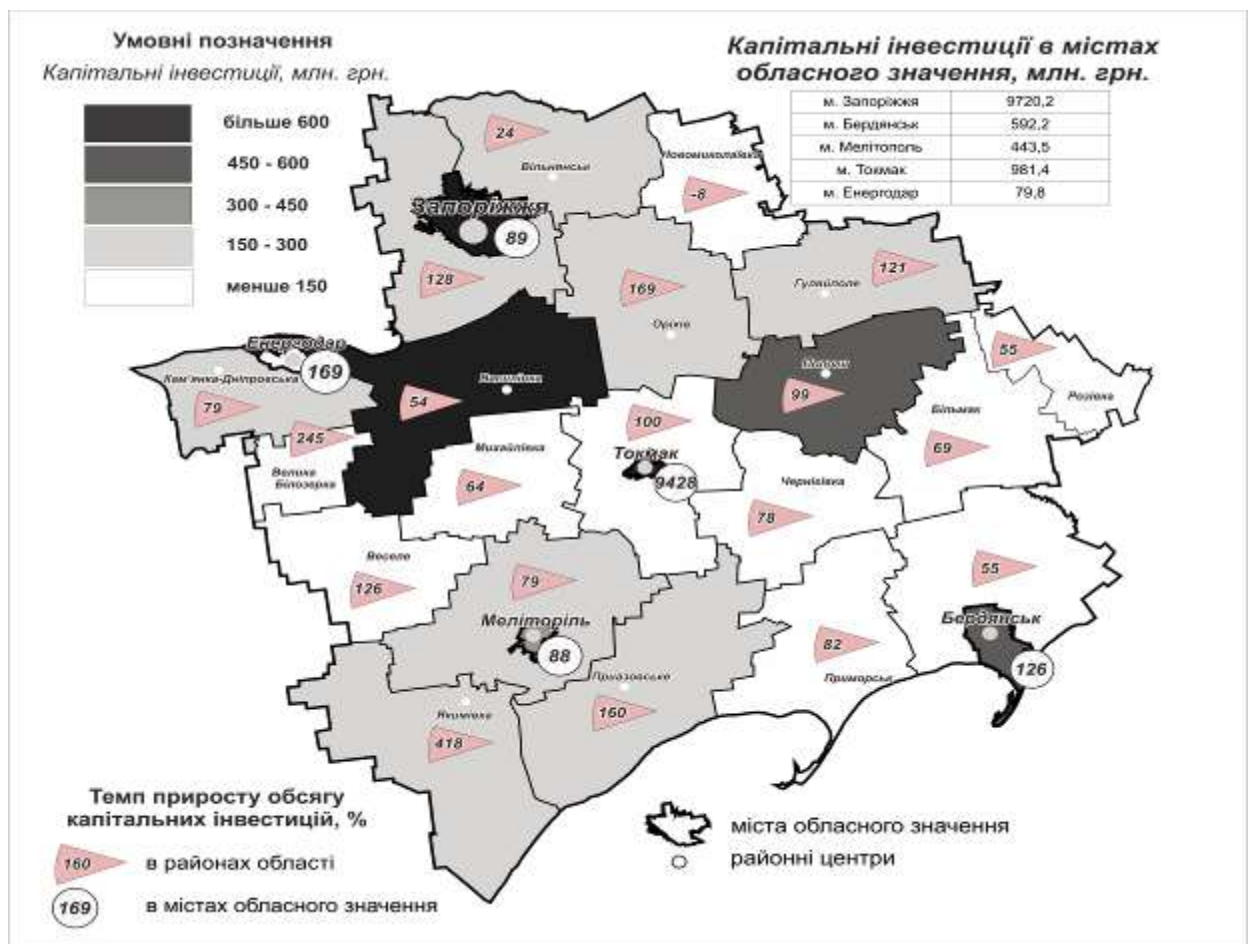 Умовні позначення
Капітальні інвестиції, млн. грн.
більше 600
450 - 600
300 - 450
150 - 300
менше 150
Капітальні інвестиції в містах
обласного значення, млн. грн.
м. Запоріжжя 9720,2
м. Бердянськ 592,2
м. Мелітополь 443,5
м. Токмак 981,4
м. Енергодар 79,8
24
Вільнянськ
Новомиколаївка
-8
Запоріжжя
89
128
169
Оріхів
121
Гуляйполе
Енергодар
169
Кам'янка-Дніпровська
79
54
Василівка
99
55
Розівка
Більмак
69
245
Велика
Білозерка
Михайлівка
64
100
Токмак
9428
Чернігівка
78
Веселе
126
79
Меліторіль
88
55
Бердянськ
126
82
Приморськ
Приазовське
160
Якимівка
418
Темп приросту обсягу
капітальних інвестицій, %
160 в районах області
169 в містах обласного значення
міста обласного значення
районні центри